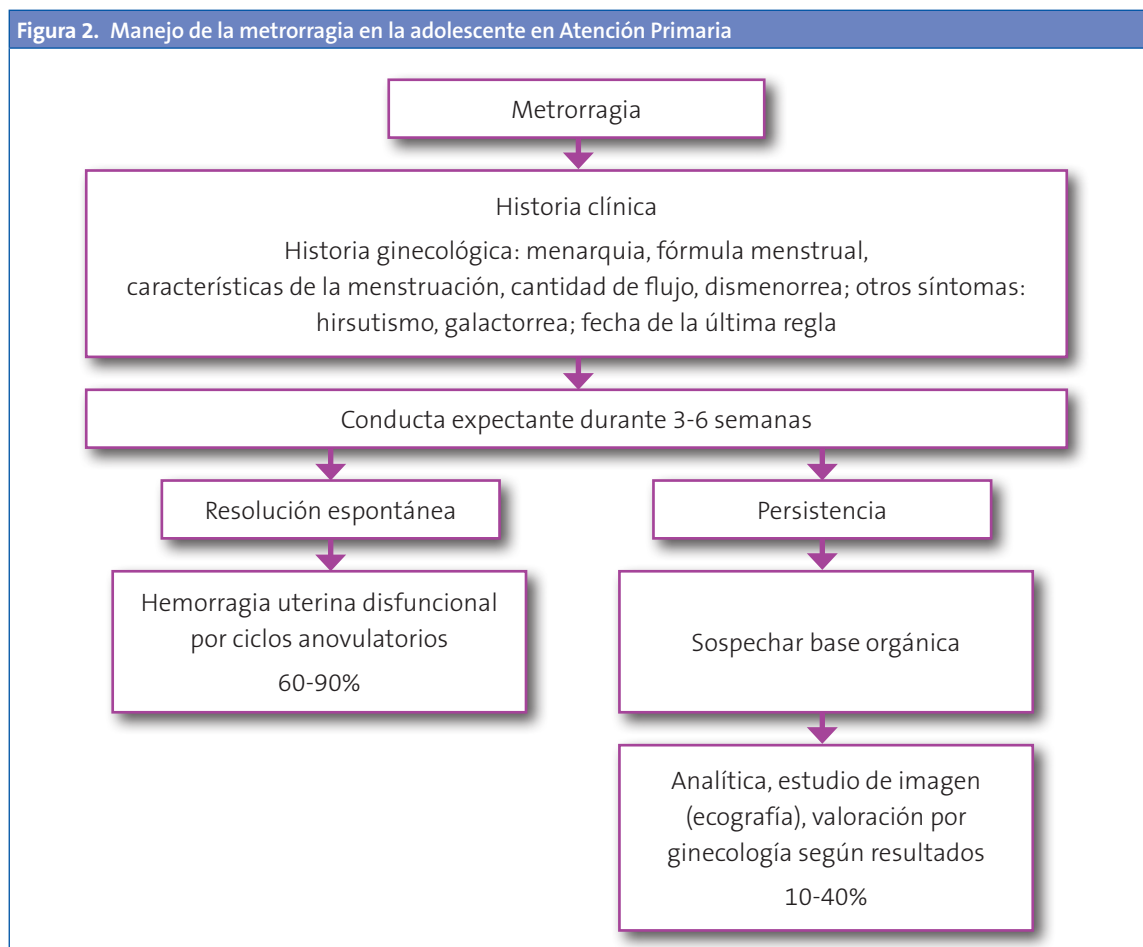 Figura 2. Manejo de la metrorragia en la adolescente en Atención Primaria
Metrorragia
Historia clínica
Historia ginecológica: menarquia, fórmula menstrual,
características de la menstruación, cantidad de flujo, dismenorrea; otros síntomas:
hirsutismo, galactorrea; fecha de la última regla
Conducta expectante durante 3-6 semanas
Resolución espontánea
Hemorragia uterina disfuncional
por ciclos anovulatorios
60-90%
Persistencia
Sospechar base orgánica
Analítica, estudio de imagen
(ecografía), valoración por
ginecología según resultados
10-40%